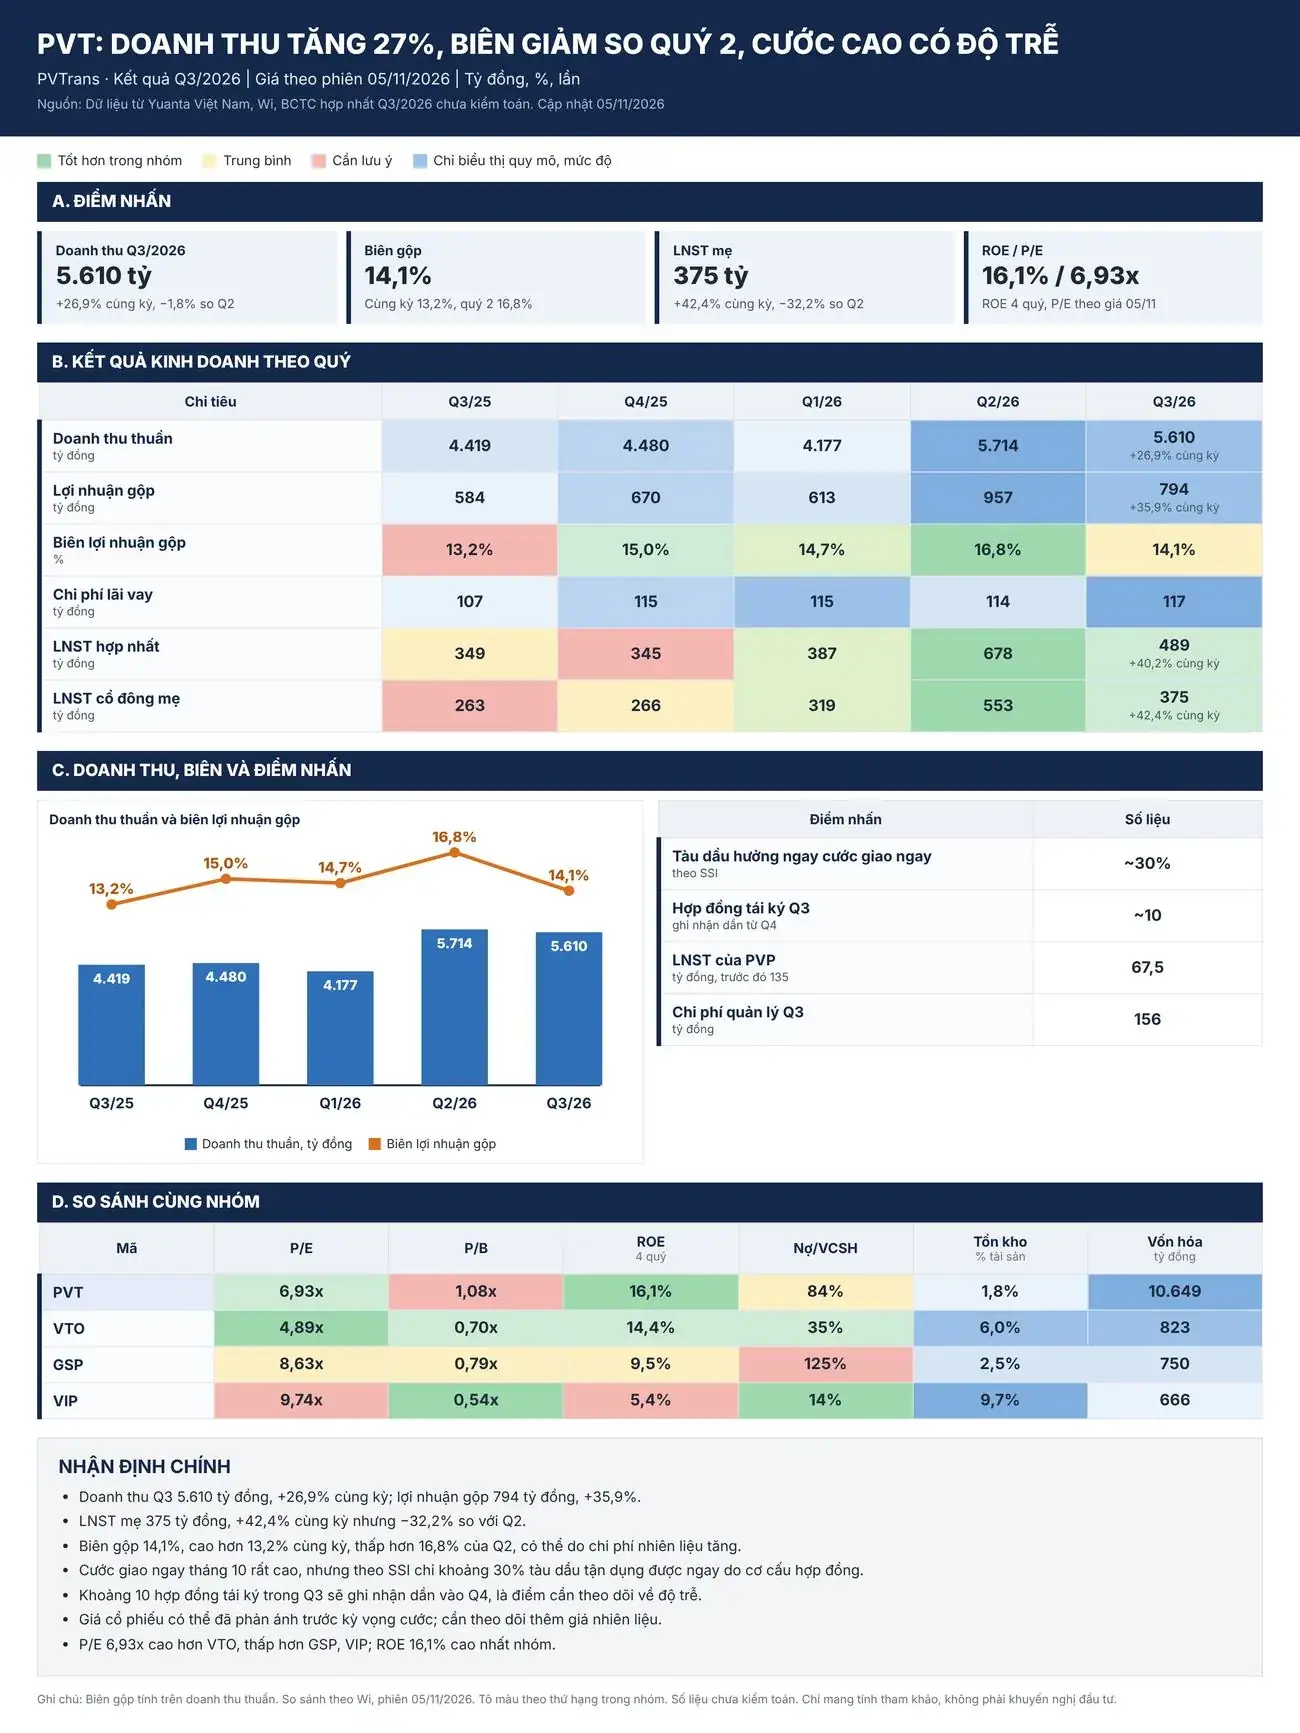 PVT: DOANH THU TĂNG 27%, BIÊN GIẢM SO QUÝ 2, CƯỚC CAO CÓ ĐỘ TRỄ
PVTrans · Kết quả Q3/2026 | Giá theo phiên 05/11/2026 | Tỷ đồng, %, lần
Nguồn: Dữ liệu từ Yuanta Việt Nam, Wi, BCTC hợp nhất Q3/2026 chưa kiểm toán. Cập nhật 05/11/2026
Tốt hơn trong nhóm Trung bình Cần lưu ý Chỉ biểu thị quy mô, mức độ
A. ĐIỂM NHẤN
Doanh thu Q3/2026
5.610 tỷ
+26,9% cùng kỳ, −1,8% so Q2
Biên gộp
14,1%
Cùng kỳ 13,2%, quý 2 16,8%
LNST mẹ
375 tỷ
+42,4% cùng kỳ, −32,2% so Q2
ROE / P/E
16,1% / 6,93x
ROE 4 quý, P/E theo giá 05/11
B. KẾT QUẢ KINH DOANH THEO QUÝ
Chỉ tiêu Q3/25 Q4/25 Q1/26 Q2/26 Q3/26
Doanh thu thuần 4.419 4.480 4.177 5.714 5.610
tỷ đồng +26,9% cùng kỳ
Lợi nhuận gộp 584 670 613 957 794
tỷ đồng +35,9% cùng kỳ
Biên lợi nhuận gộp 13,2% 15,0% 14,7% 16,8% 14,1%
%
Chi phí lãi vay 107 115 115 114 117
tỷ đồng
LNST hợp nhất 349 345 387 678 489
tỷ đồng +40,2% cùng kỳ
LNST cổ đông mẹ 263 266 319 553 375
tỷ đồng +42,4% cùng kỳ
C. DOANH THU, BIÊN VÀ ĐIỂM NHẤN
Doanh thu thuần và biên lợi nhuận gộp
13,2% 15,0% 14,7% 16,8% 14,1%
4.419 4.480 4.177 5.714 5.610
Q3/25 Q4/25 Q1/26 Q2/26 Q3/26
Doanh thu thuần, tỷ đồng Biên lợi nhuận gộp
Điểm nhấn Số liệu
Tàu dầu hưởng ngay cước giao ngay ~30%
theo SSI
Hợp đồng tái ký Q3 ~10
ghi nhận dần từ Q4
LNST của PVP 67,5
tỷ đồng, trước đó 135
Chi phí quản lý Q3 156
tỷ đồng
D. SO SÁNH CÙNG NHÓM
Mã P/E P/B ROE Nợ/VCSH Tồn kho Vốn hóa
4 quý % tài sản tỷ đồng
PVT 6,93x 1,08x 16,1% 84% 1,8% 10.649
VTO 4,89x 0,70x 14,4% 35% 6,0% 823
GSP 8,63x 0,79x 9,5% 125% 2,5% 750
VIP 9,74x 0,54x 5,4% 14% 9,7% 666
NHẬN ĐỊNH CHÍNH
• Doanh thu Q3 5.610 tỷ đồng, +26,9% cùng kỳ; lợi nhuận gộp 794 tỷ đồng, +35,9%.
• LNST mẹ 375 tỷ đồng, +42,4% cùng kỳ nhưng −32,2% so với Q2.
• Biên gộp 14,1%, cao hơn 13,2% cùng kỳ, thấp hơn 16,8% của Q2, có thể do chi phí nhiên liệu tăng.
• Cước giao ngay tháng 10 rất cao, nhưng theo SSI chỉ khoảng 30% tàu dầu tận dụng được ngay do cơ cấu hợp đồng.
• Khoảng 10 hợp đồng tái ký trong Q3 sẽ ghi nhận dần vào Q4, là điểm cần theo dõi về độ trễ.
• Giá cổ phiếu có thể đã phản ánh trước kỳ vọng cước; cần theo dõi thêm giá nhiên liệu.
• P/E 6,93x cao hơn VTO, thấp hơn GSP, VIP; ROE 16,1% cao nhất nhóm.
Ghi chú: Biên gộp tính trên doanh thu thuần. So sánh theo Wi, phiên 05/11/2026. Tô màu theo thứ hạng trong nhóm. Số liệu chưa kiểm toán. Chỉ mang tính tham khảo, không phải khuyến nghị đầu tư.